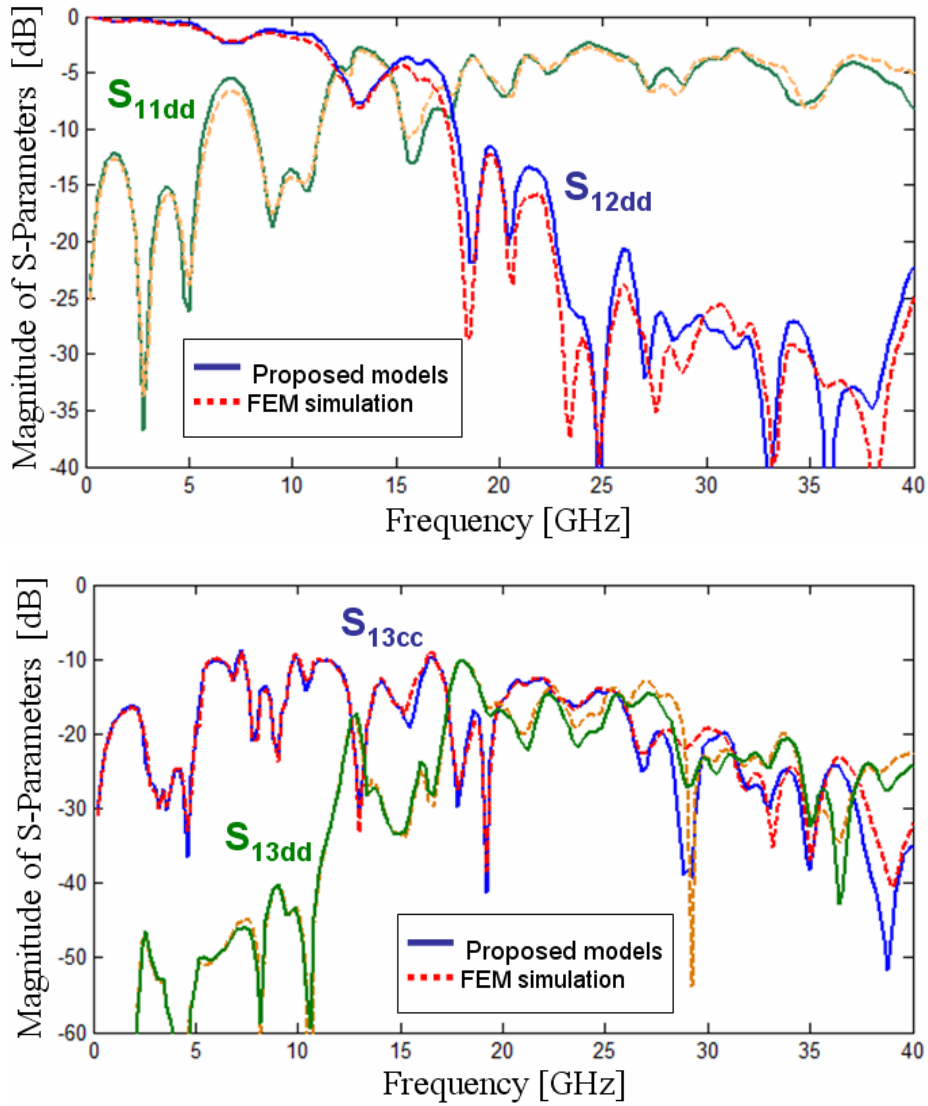 Magnitude of S-Parameters [dB]
0
-5
-10
-15
-20
-25
-30
-35
-40
S11dd
S12dd
Proposed models
FEM simulation
0 5 10 15 20 25 30 35 40
Frequency [GHz]
Magnitude of S-Parameters [dB]
0
-10
-20
-30
-40
-50
-60
S13cc
S13dd
Proposed models
FEM simulation
0 5 10 15 20 25 30 35 40
Frequency [GHz]